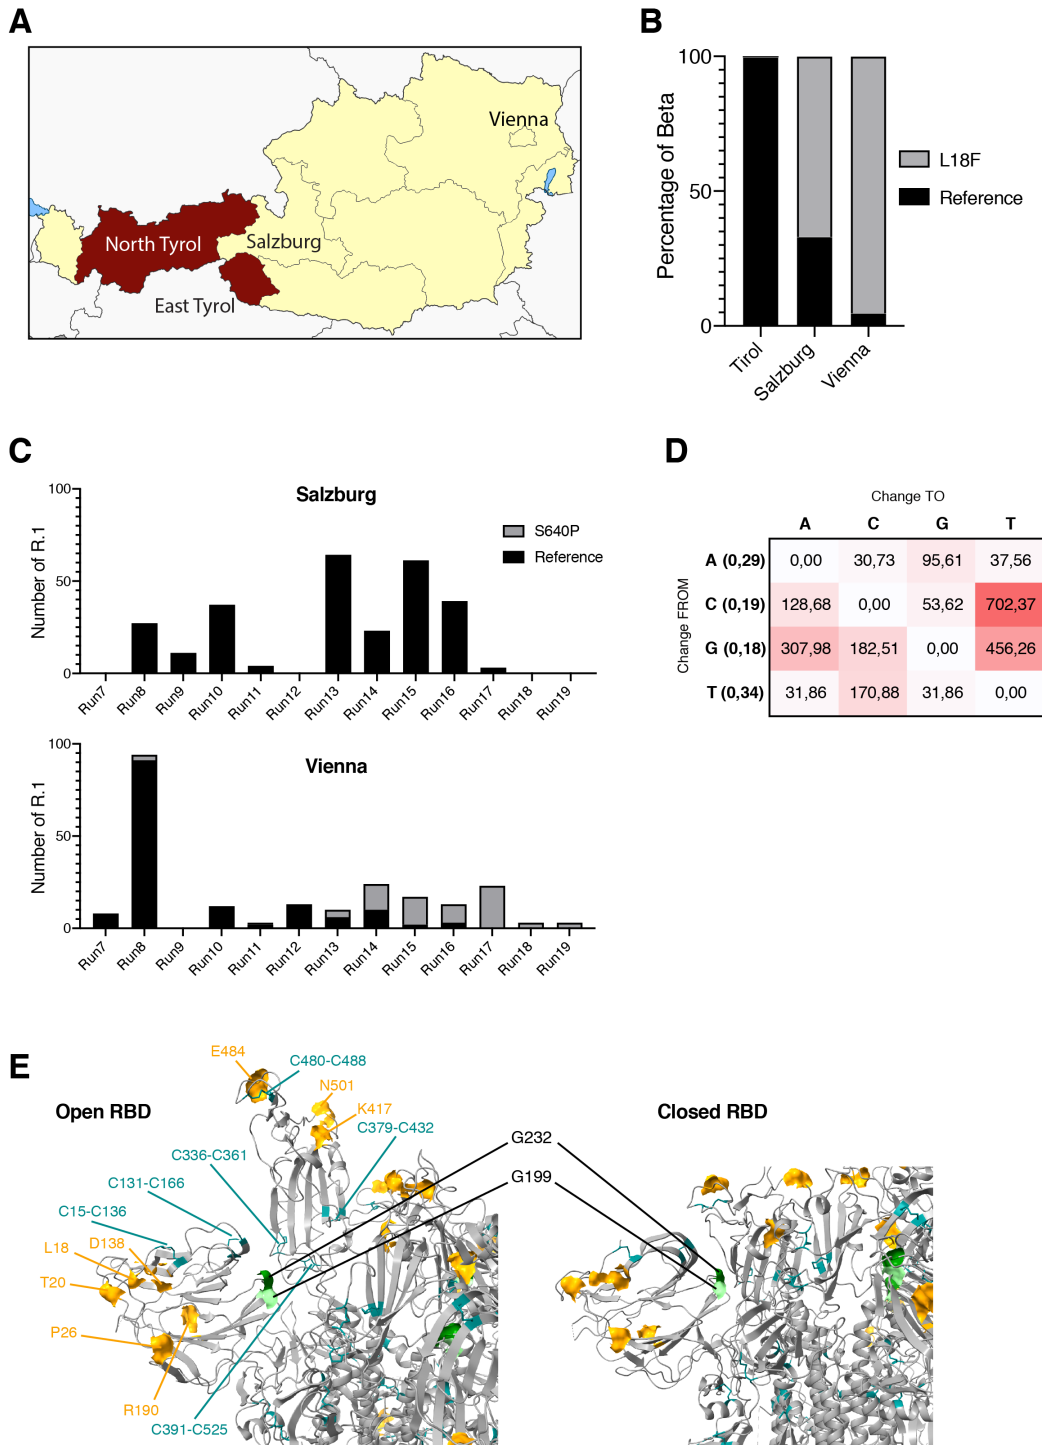 A
Vienna
North Tyrol
Salzburg
East Tyrol
B
Percentage of Beta
100
50
0
Tirol
Salzburg
Vienna
L18F
Reference
C
Salzburg
Number of R.1
100
50
0
S640P
Reference
Run7
Run8
Run9
Run10
Run11
Run12
Run13
Run14
Run15
Run16
Run17
Run18
Run19
Vienna
Number of R.1
100
50
0
Run7
Run8
Run9
Run10
Run11
Run12
Run13
Run14
Run15
Run16
Run17
Run18
Run19
D
Change TO
A C G T
Change FROM
A (0,29) 0,00 30,73 95,61 37,56
C (0,19) 128,68 0,00 53,62 702,37
G (0,18) 307,98 182,51 0,00 456,26
T (0,34) 31,86 170,88 31,86 0,00
E
Open RBD
E484
C480-C488
N501
K417
C379-C432
C336-C361
C131-C166
C15-C136
L18
D138
T20
P26
R190
C391-C525
G232
G199
Closed RBD